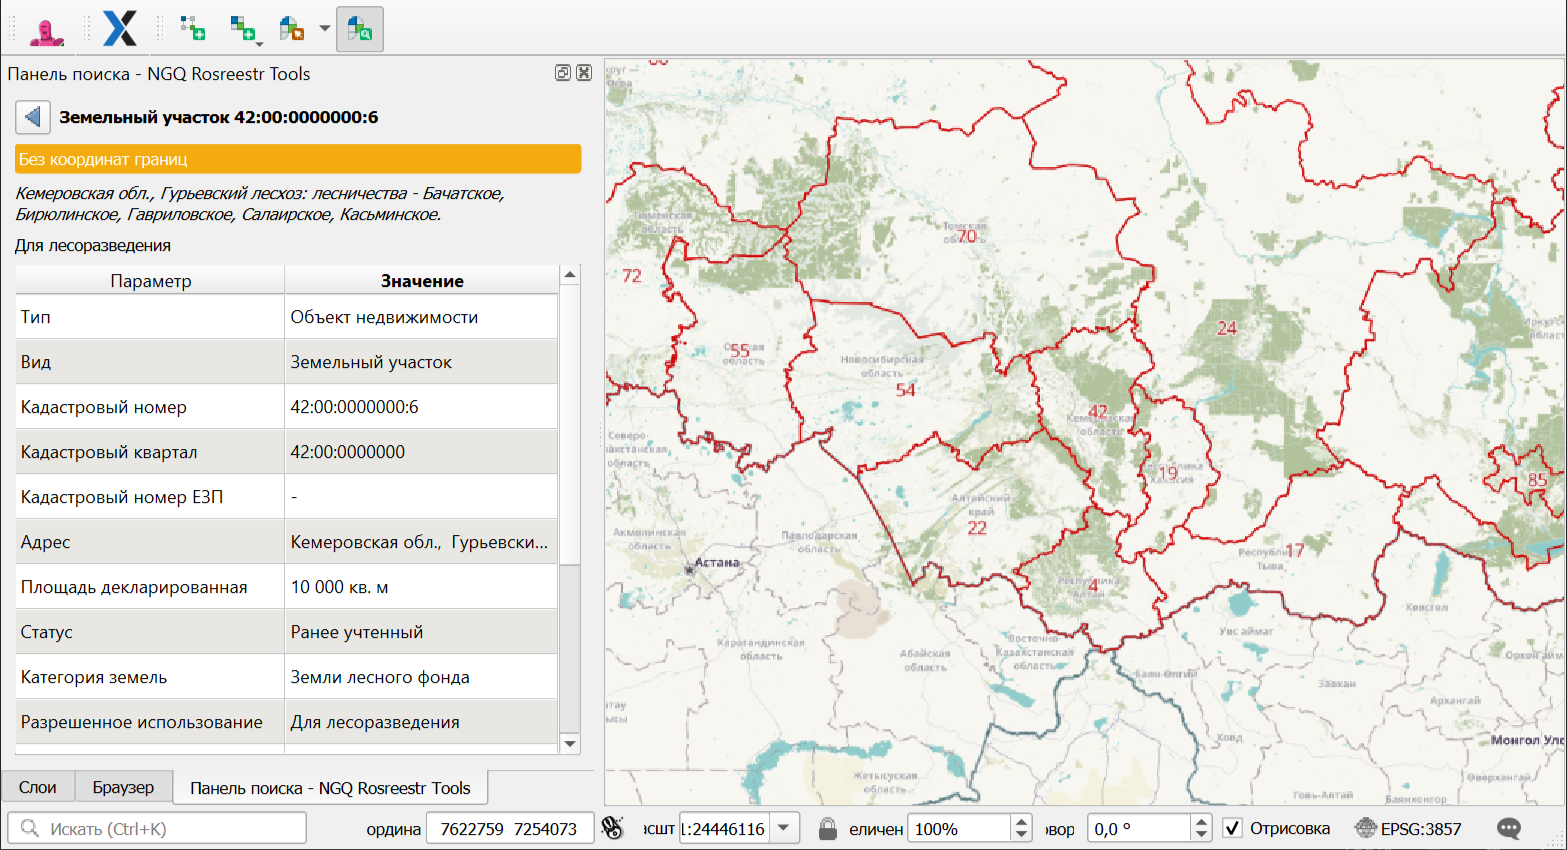 Панель поиска - NGQ Rosreestr Tools
Земельный участок 42:00:0000000:6
Без координат границ
Кемеровская обл., Гурьевский лесхоз: лесничества - Бачатское,
Бирюлинское, Гавриловское, Салаирское, Касьминское.
Для лесоразведения
Параметр Значение
Тип Объект недвижимости
Вид Земельный участок
Кадастровый номер 42:00:0000000:6
Кадастровый квартал 42:00:0000000
Кадастровый номер ЕЗП -
Адрес Кемеровская обл., Гурьевски...
Площадь декларированная 10 000 кв. м
Статус Ранее учтенный
Категория земель Земли лесного фонда
Разрешенное использование Для лесоразведения
Слои Браузер Панель поиска - NGQ Rosreestr Tools
Тюменская
область
Томская
область
70
72
24
Иркутс
област
55
область
Новосибирская
область
54
42
Кемеровская
область
Северо-
захстанская
область
19
Республика
Хакасия
85
Алтайский
край
22
Акмолинская
область
Павлодарская
область
Астана
Республика
Тыва
17
Республика
Алтай
4
Хөвсгөл
Увс аймаг
Карагандинская
область
Абайская
область
Восточно-
Казахстанская
область
Баян-Өлгий
Завхан
Орхон айм
Архангай
тау
ысы
Ховд
Монгол Улс
Жетысуская
область
Өвөрхангай
Говь-Алтай
Баянхонгор
Искать (Ctrl+K) ордина 7622759 7254073 асшт 1:24446116 еличен 100% овор 0,0 ° Отрисовка EPSG:3857